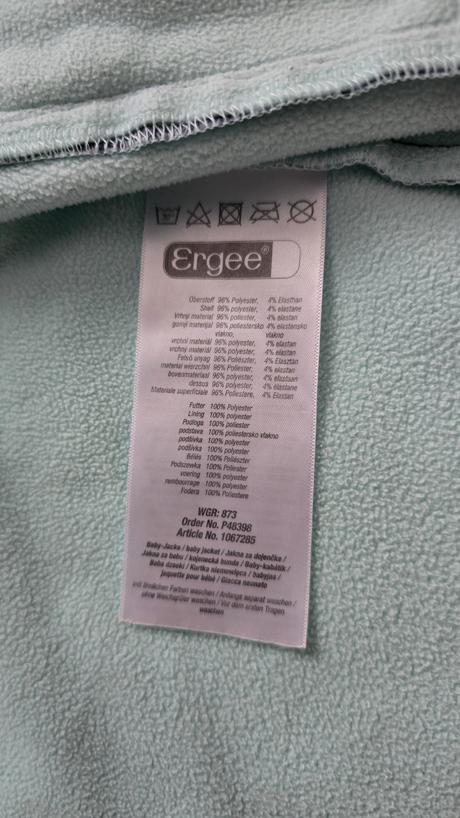 Ergee®
Oberstoff 96% Polyester, 4% Elasthan
Shell 96% polyester, 4% elastane
Vrhnji material 96% poliester, 4% elastan
gornji materijal 96% poliestersko vlakno, 4% elastansko vlakno
vrchol materiál 96% polyester, 4% elastan
vrchný materiál 96% polyester, 4% elastan
Felső anyag 96% Poliészter, 4% Elasztán
materiał wierzchni 96% Poliester, 4% elastan
bovenmateriaal 96% polyester, 4% elastaan
dessus 96% polyester, 4% élastane
Materiale superficiale 96% Poliestere, 4% Elastan
Futter 100% Polyester
Lining 100% polyester
Podloga 100% poliester
podstava 100% poliestersko vlakno
podšívka 100% polyester
podšívka 100% polyester
Bélés 100% Poliészter
Podszewka 100% Poliester
voering 100% polyester
rembourrage 100% polyester
Fodera 100% Poliestere
WGR: 873
Order No. P48398
Article No. 1067285
Baby-Jacke / baby jacket / Jakna za dojenčke /
Jakna za bebu / kojenecká bunda / Baby-kabátik /
Baba dzseki / Kurtka niemowlęca / babyjas /
jaquette pour bébé / Giacca neonato
mit ähnlichen Farben waschen / Anfangs separat waschen /
ohne Weichspüler waschen / Vor dem ersten Tragen
waschen